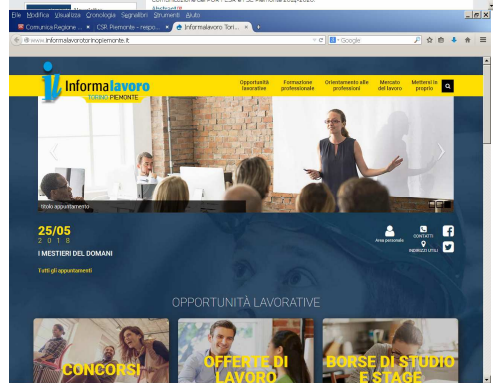 Abstract
File Modifica Visualizza Cronologia Segnalibri Strumenti Aiuto
Comunica Regione ... CSR Piemonte – respo... Informalavoro Tori...
www.informalavorotorinopiemonte.it
Google
Informalavoro
TORINO PIEMONTE
Opportunità lavorative
Formazione professionale
Orientamento alle professioni
Mercato del lavoro
Mettersi in proprio
titolo appuntamento
25/05
2018
I MESTIERI DEL DOMANI
Tutti gli appuntamenti
Area personale
CONTATTI
INDIRIZZI UTILI
OPPORTUNITÀ LAVORATIVE
CONCORSI
OFFERTE DI
LAVORO
BORSE DI STUDIO
E STAGE